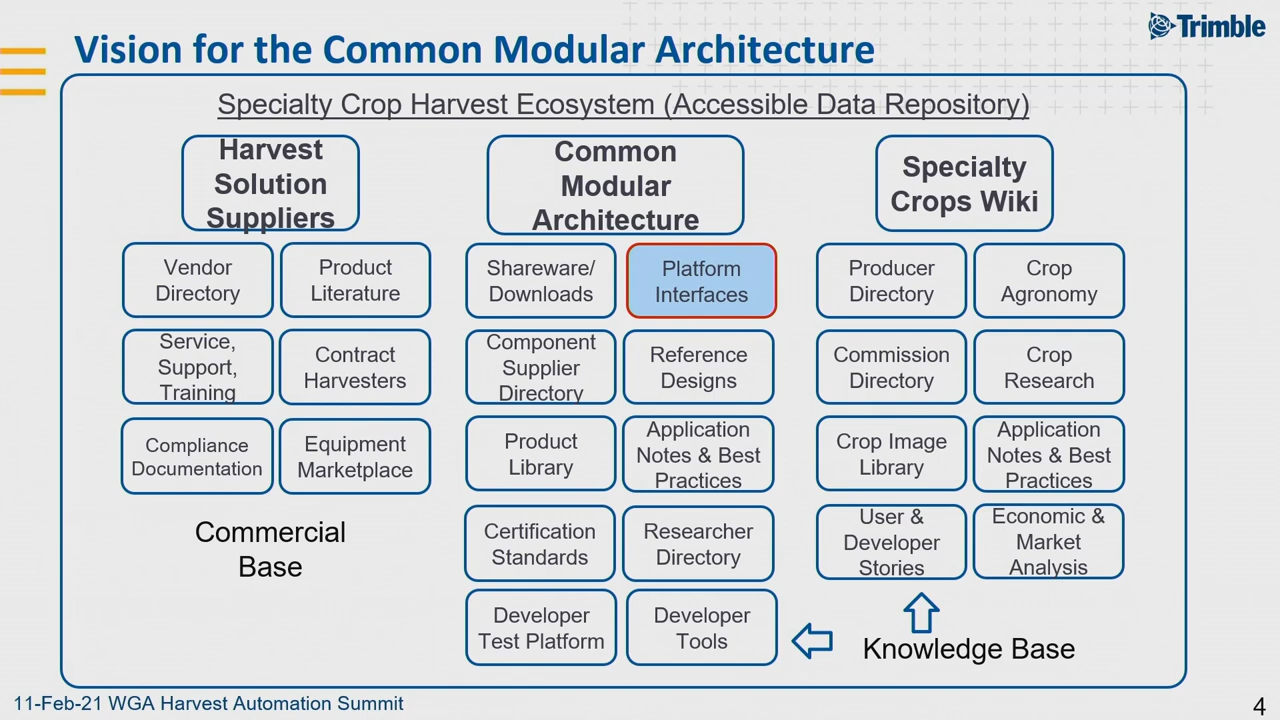 Trimble
Vision for the Common Modular Architecture
Specialty Crop Harvest Ecosystem (Accessible Data Repository)
Harvest
Solution
Suppliers
Vendor
Directory
Product
Literature
Service,
Support,
Training
Contract
Harvesters
Compliance
Documentation
Equipment
Marketplace
Commercial
Base
Common
Modular
Architecture
Shareware/
Downloads
Platform
Interfaces
Component
Supplier
Directory
Reference
Designs
Product
Library
Application
Notes & Best
Practices
Certification
Standards
Researcher
Directory
Developer
Test Platform
Developer
Tools
Specialty
Crops Wiki
Producer
Directory
Crop
Agronomy
Commission
Directory
Crop
Research
Crop Image
Library
Application
Notes & Best
Practices
User &
Developer
Stories
Economic &
Market
Analysis
Knowledge Base
11-Feb-21 WGA Harvest Automation Summit
4